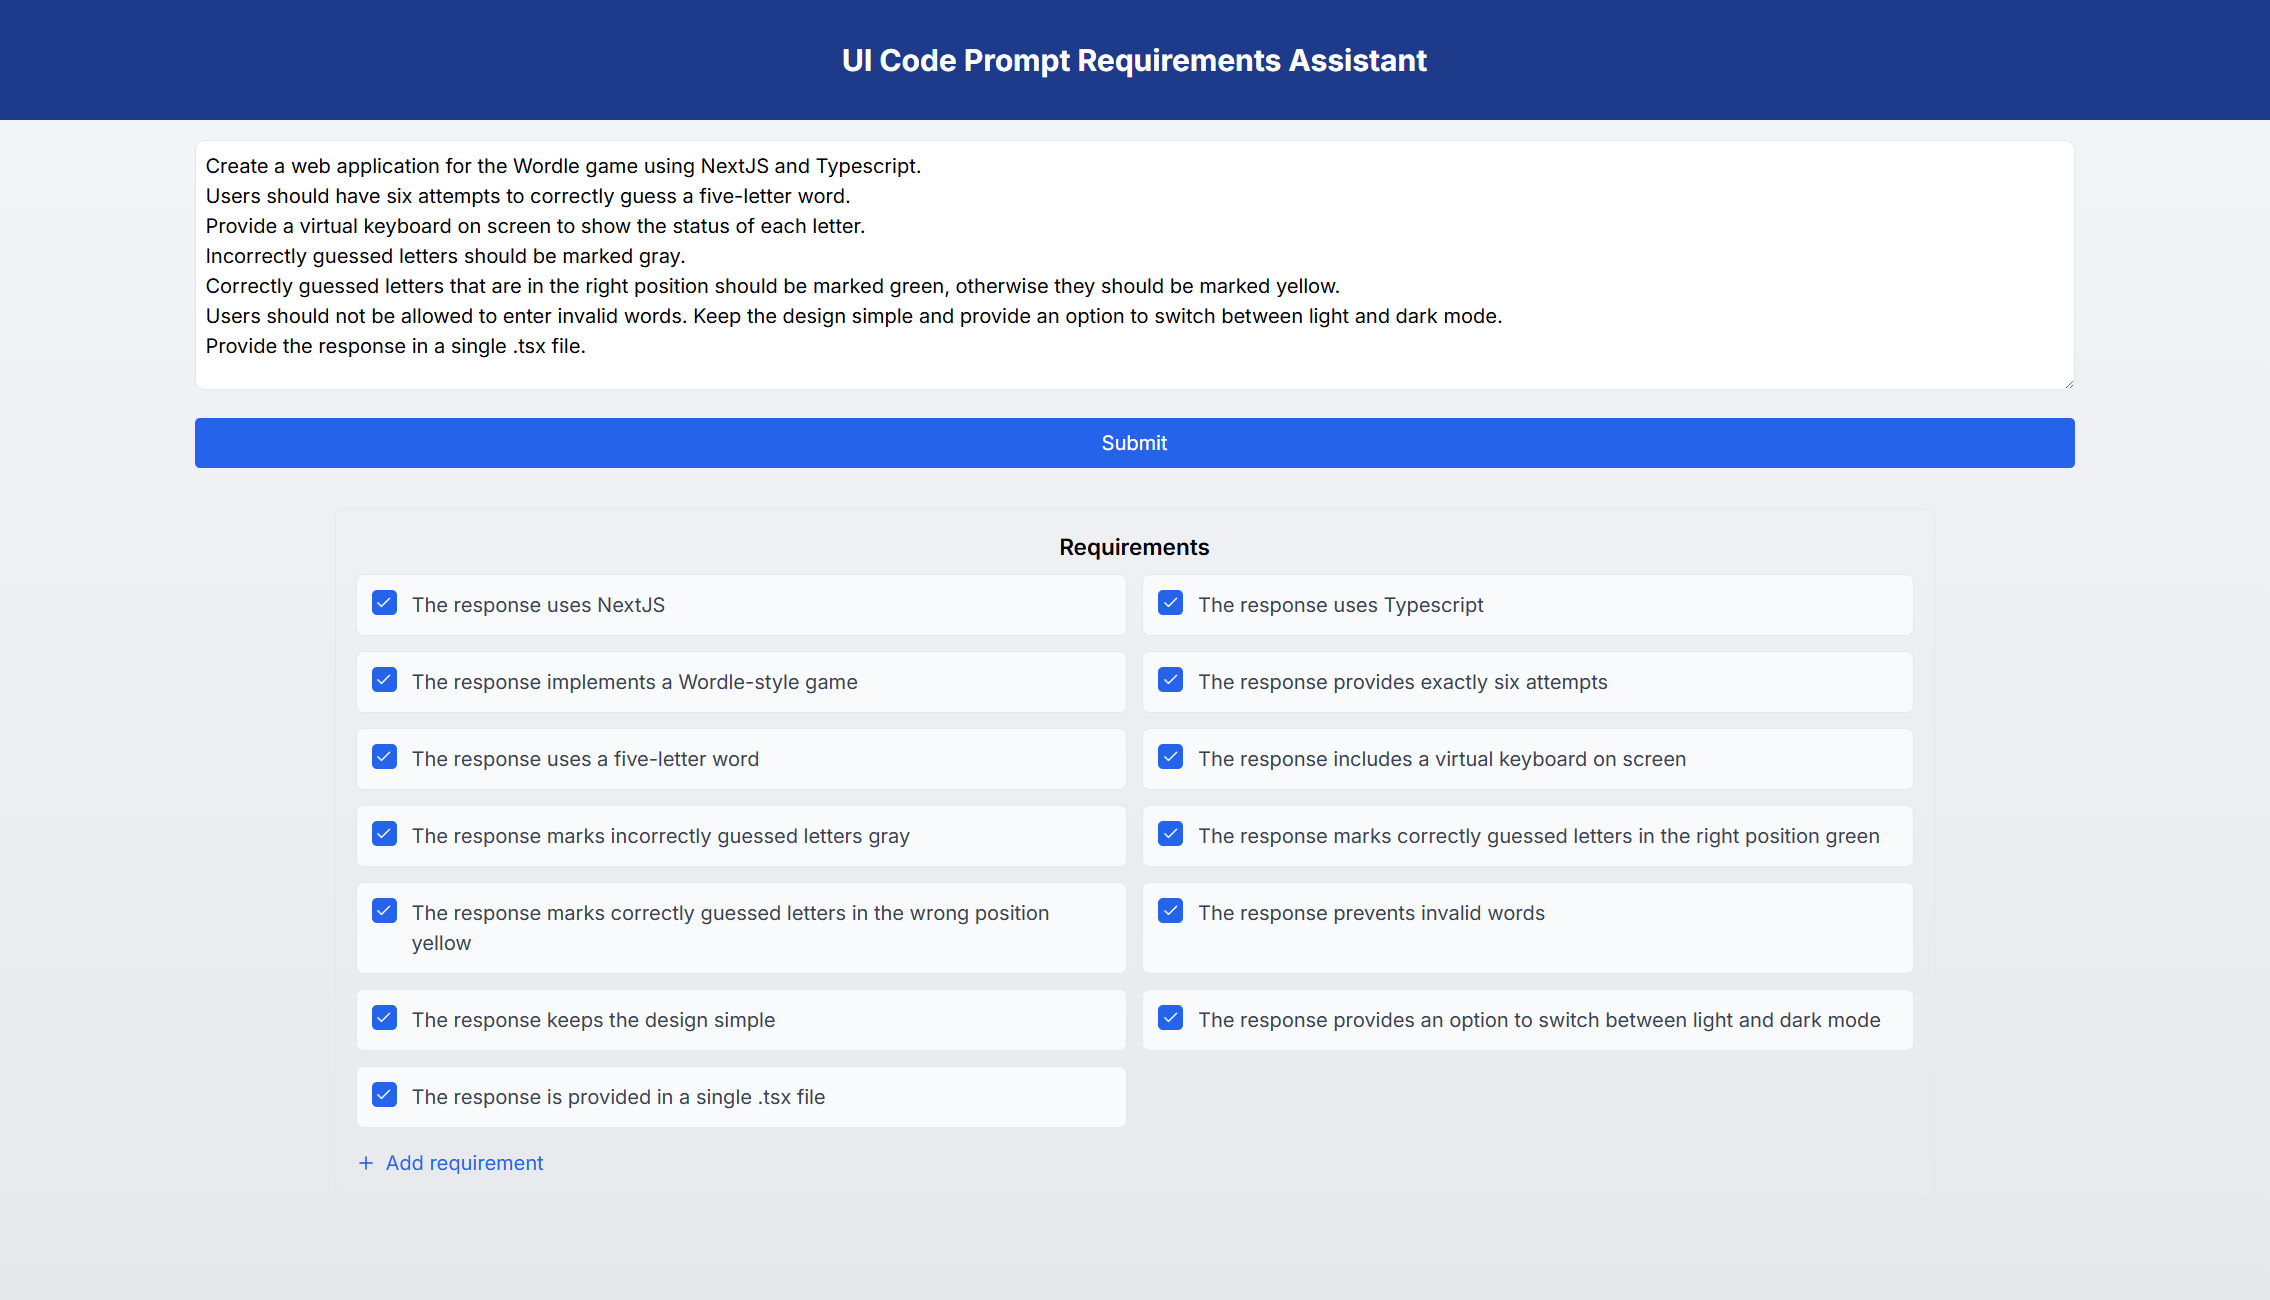 UI Code Prompt Requirements Assistant
Create a web application for the Wordle game using NextJS and Typescript.
Users should have six attempts to correctly guess a five-letter word.
Provide a virtual keyboard on screen to show the status of each letter.
Incorrectly guessed letters should be marked gray.
Correctly guessed letters that are in the right position should be marked green, otherwise they should be marked yellow.
Users should not be allowed to enter invalid words. Keep the design simple and provide an option to switch between light and dark mode.
Provide the response in a single .tsx file.
Submit
Requirements
The response uses NextJS
The response uses Typescript
The response implements a Wordle-style game
The response provides exactly six attempts
The response uses a five-letter word
The response includes a virtual keyboard on screen
The response marks incorrectly guessed letters gray
The response marks correctly guessed letters in the right position green
The response marks correctly guessed letters in the wrong position
yellow
The response prevents invalid words
The response keeps the design simple
The response provides an option to switch between light and dark mode
The response is provided in a single .tsx file
+ Add requirement